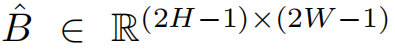 B̂ ∈ ℝ^{(2H−1)×(2W−1)}